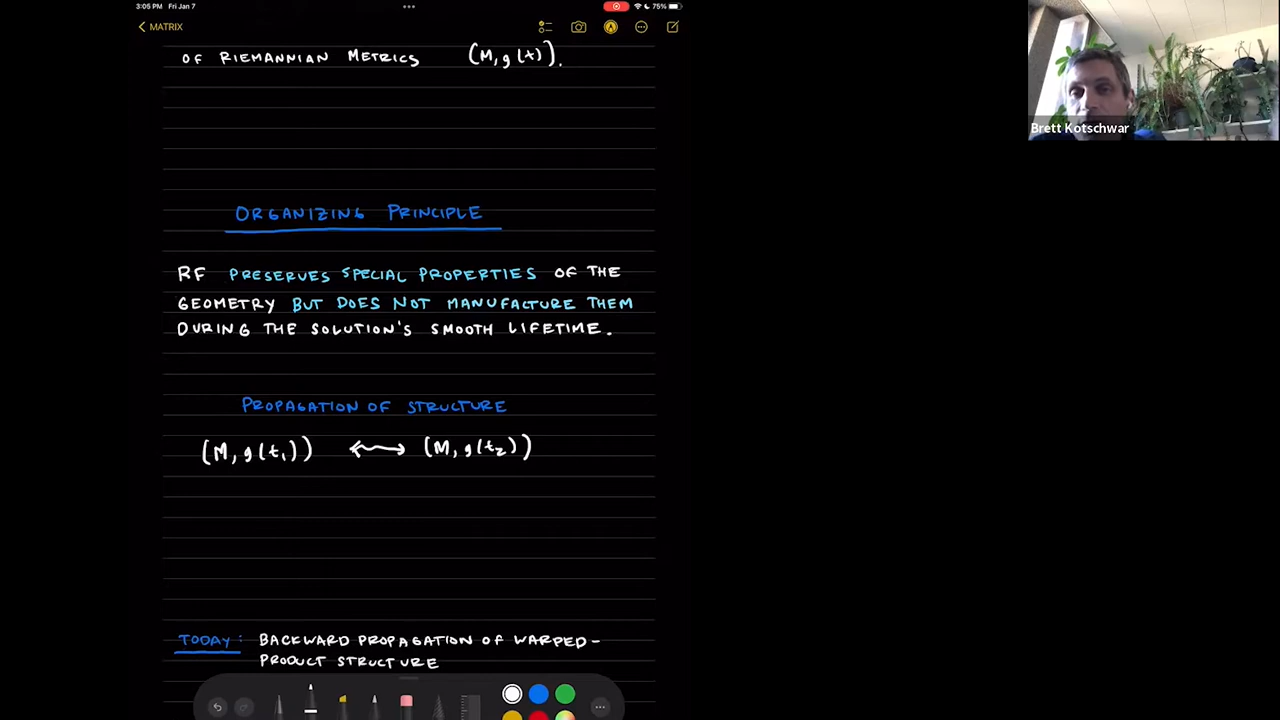 3:05 PM Fri Jan 7
75%
MATRIX
OF RIEMANNIAN METRICS (M, g(t)).
ORGANIZING PRINCIPLE
RF PRESERVES SPECIAL PROPERTIES OF THE
GEOMETRY BUT DOES NOT MANUFACTURE THEM
DURING THE SOLUTION'S SMOOTH LIFETIME.
PROPAGATION OF STRUCTURE
(M, g(t₁)) ↔ (M, g(t₂))
TODAY: BACKWARD PROPAGATION OF WARPED-
PRODUCT STRUCTURE
Brett Kotschwar